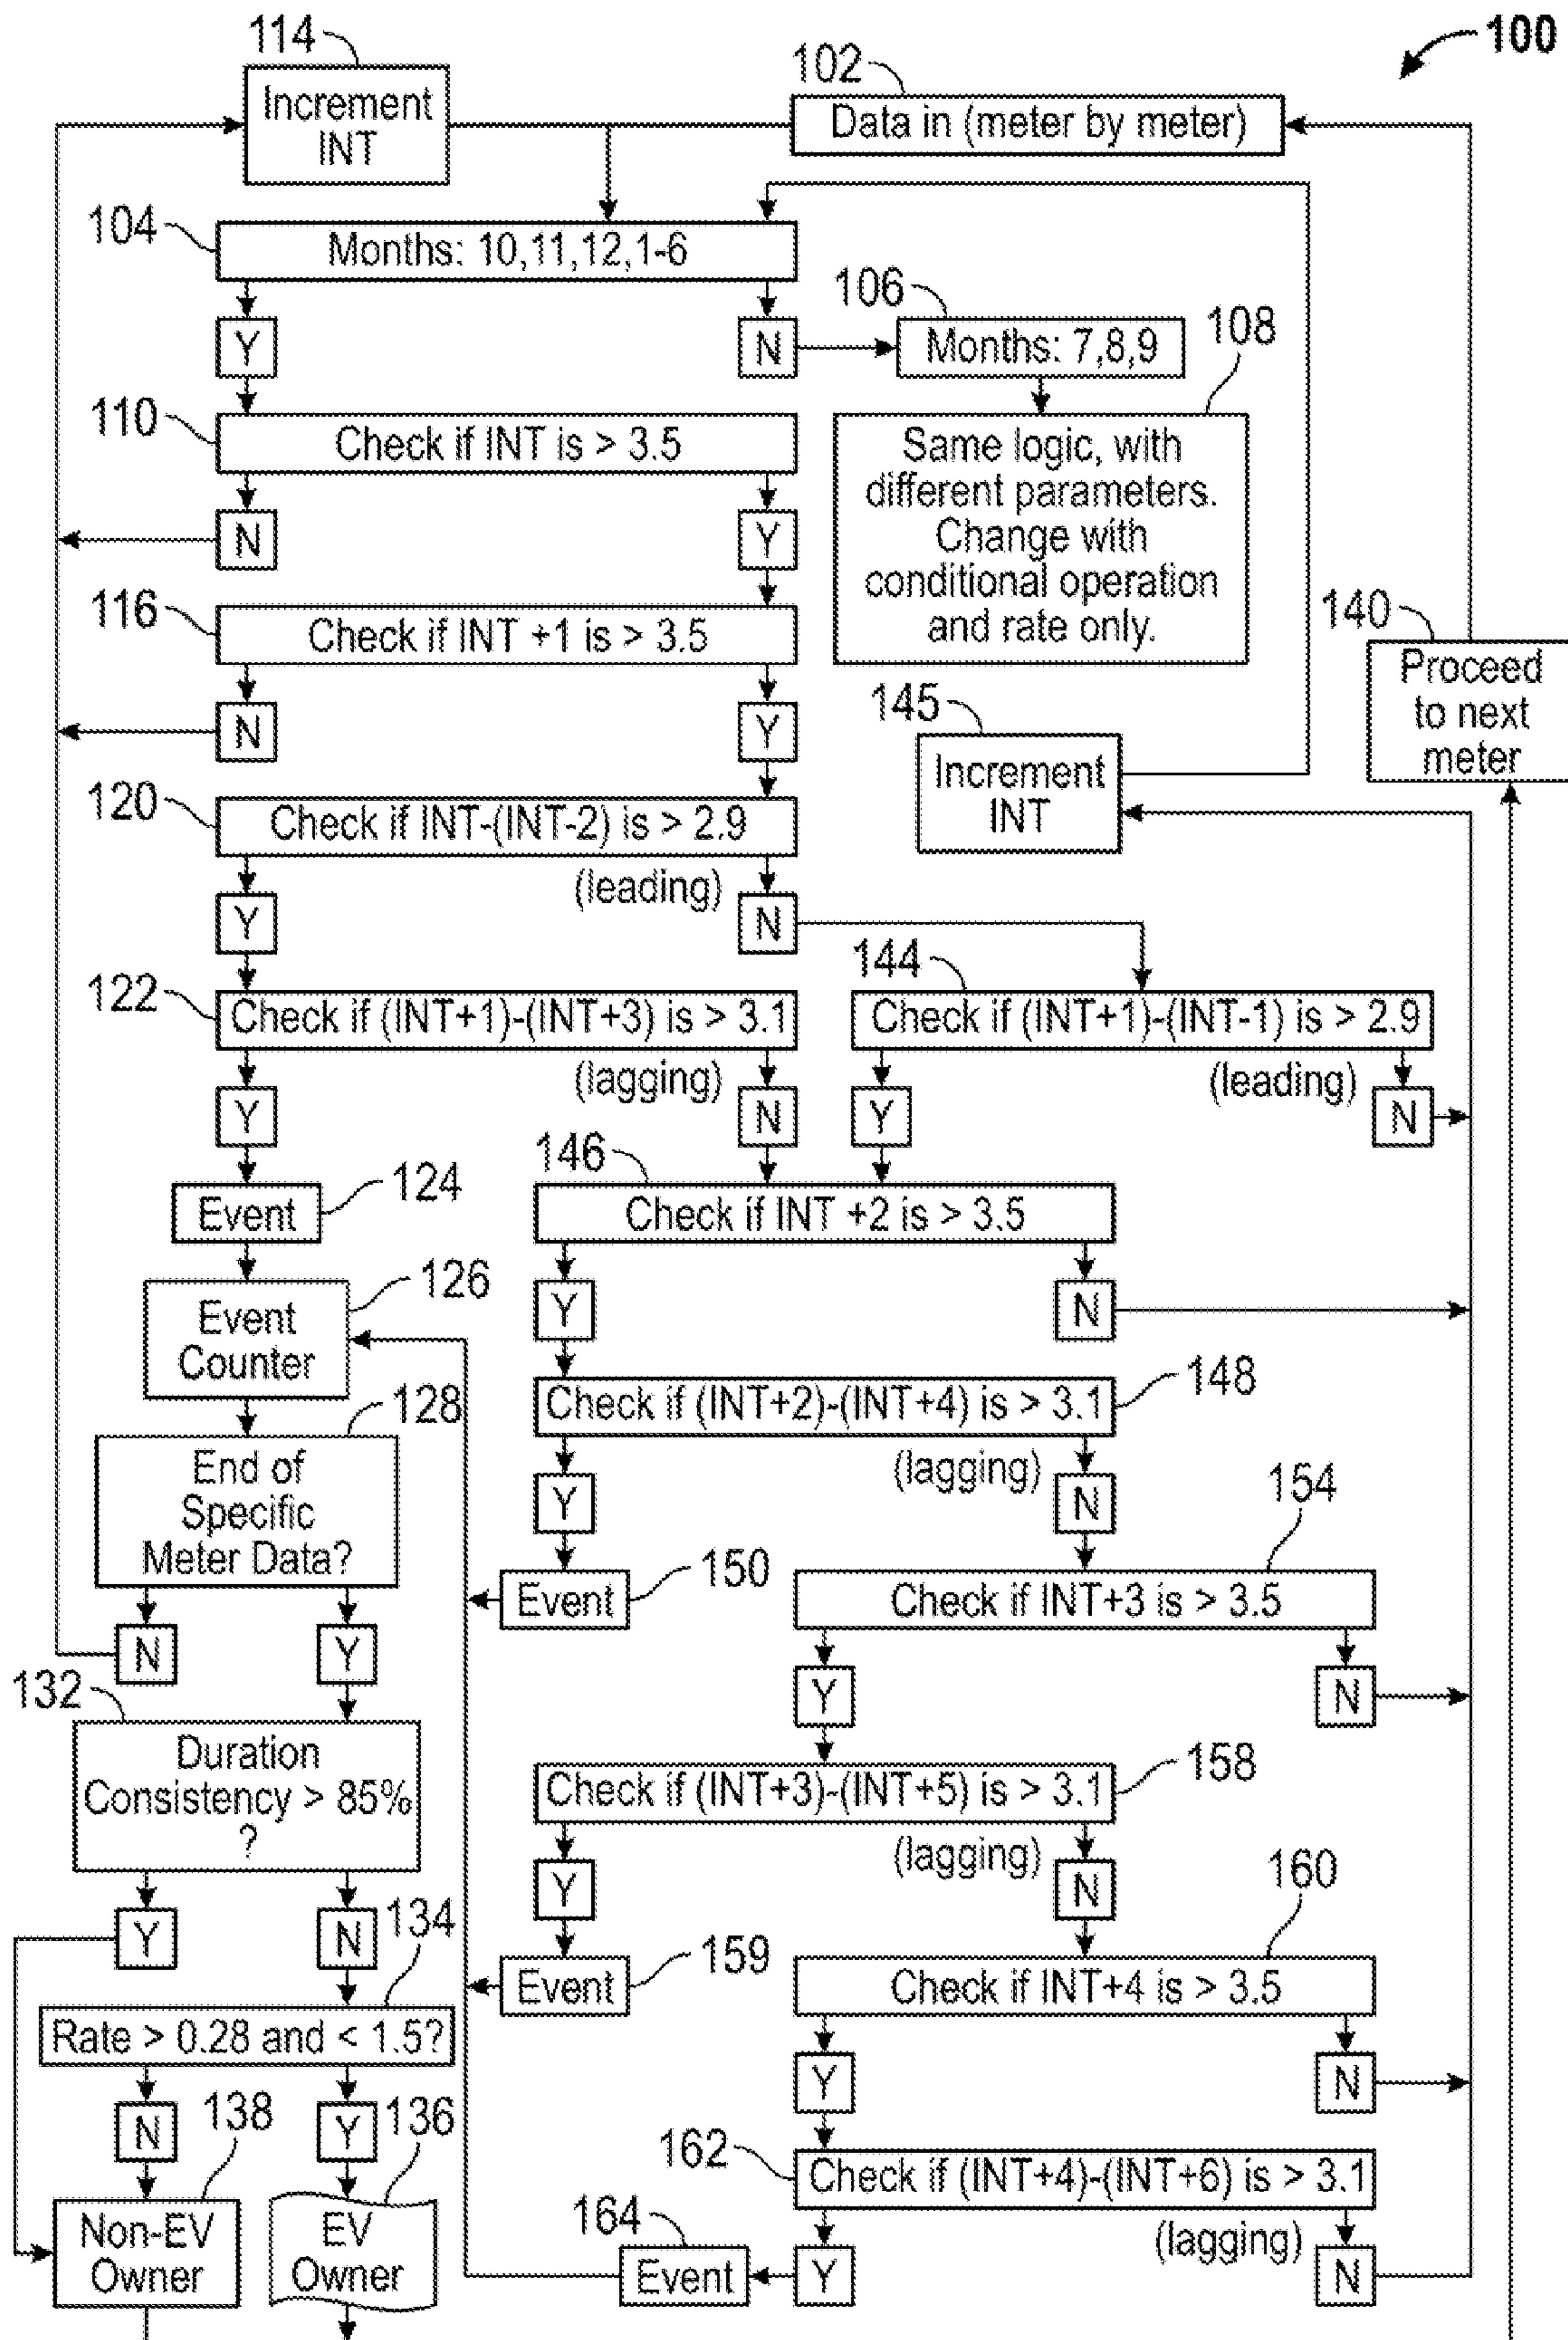 100
114
102
Increment
INT
Data in (meter by meter)
104
Months: 10,11,12,1-6
106
108
Y
N
Months: 7,8,9
110
Check if INT is > 3.5
Same logic, with
different parameters.
Change with
conditional operation
and rate only.
N
Y
116
140
Check if INT +1 is > 3.5
Proceed
to next
meter
N
Y
145
Increment
INT
120
Check if INT-(INT-2) is > 2.9
(leading)
Y
N
122
144
Check if (INT+1)-(INT+3) is > 3.1
Check if (INT+1)-(INT-1) is > 2.9
(lagging)
(leading)
Y
N
Y
N
146
124
Event
Check if INT +2 is > 3.5
126
Event
Counter
Y
N
128
148
Check if (INT+2)-(INT+4) is > 3.1
End of
Specific
Meter Data?
(lagging)
Y
N
154
Event
150
Check if INT+3 is > 3.5
N
Y
Y
N
132
Duration
Consistency > 85%
?
Check if (INT+3)-(INT+5) is > 3.1
158
(lagging)
Y
N
160
Y
N
134
Event
159
Check if INT+4 is > 3.5
Rate > 0.28 and < 1.5?
Y
N
N
138
Y
136
162
Check if (INT+4)-(INT+6) is > 3.1
(lagging)
Non-EV
Owner
EV
Owner
164
Event
Y
N